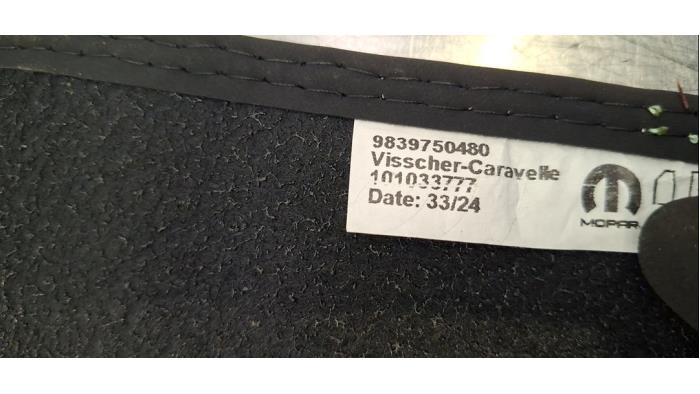 9839750480
Visscher-Caravelle
101033777
Date: 33/24
MOPAR